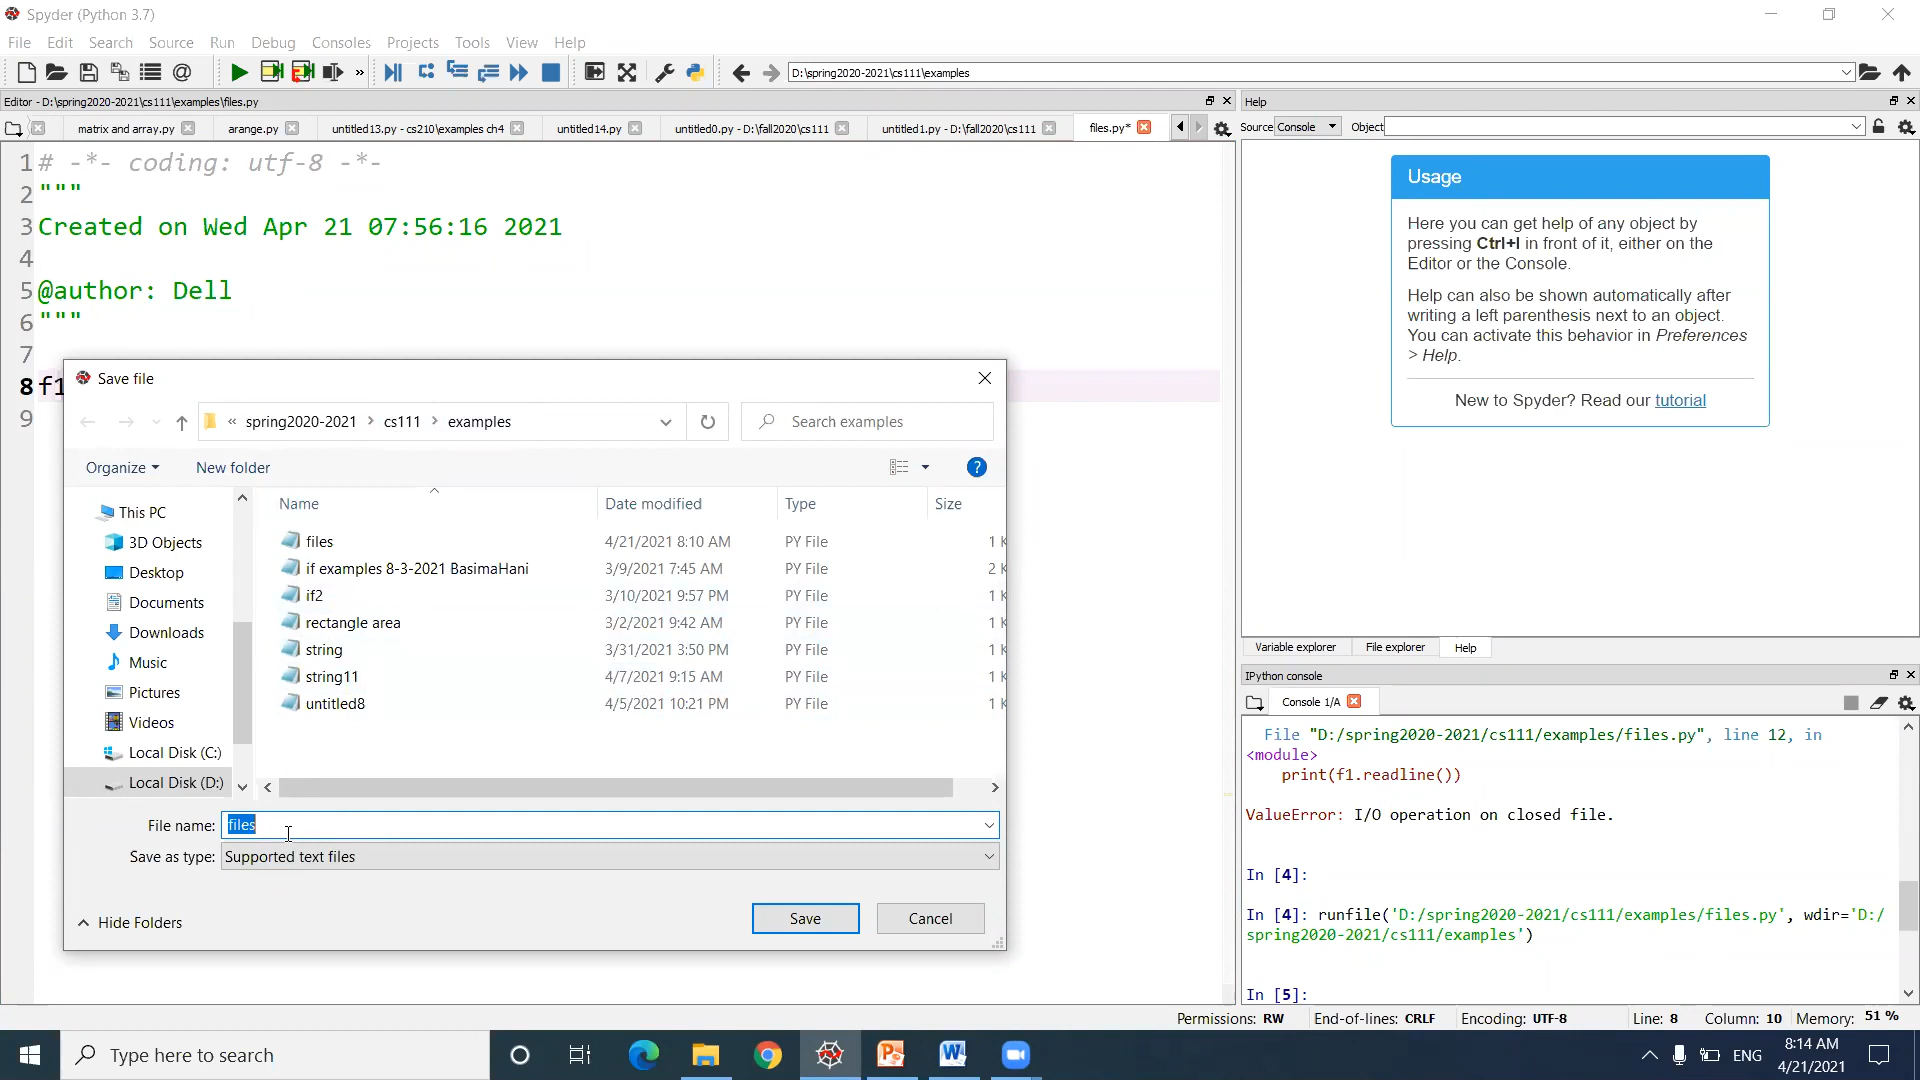 Spyder (Python 3.7)
File Edit Search Source Run Debug Consoles Projects Tools View Help
D:\spring2020-2021\cs111\examples
Editor - D:\spring2020-2021\cs111\examples\files.py
matrix and array.py arange.py untitled13.py - cs210\examples ch4 untitled14.py untitled0.py - D:\fall2020\cs111 untitled1.py - D:\fall2020\cs111 files.py*
1 # -*- coding: utf-8 -*-
2 """
3 Created on Wed Apr 21 07:56:16 2021
4
5 @author: Dell
6 """
7
8 f1
9
Save file
« spring2020-2021 > cs111 > examples
Search examples
Organize New folder
This PC
3D Objects
Desktop
Documents
Downloads
Music
Pictures
Videos
Local Disk (C:)
Local Disk (D:)
Name Date modified Type Size
files 4/21/2021 8:10 AM PY File 1 K
if examples 8-3-2021 BasimaHani 3/9/2021 7:45 AM PY File 2 K
if2 3/10/2021 9:57 PM PY File 1 K
rectangle area 3/2/2021 9:42 AM PY File 1 K
string 3/31/2021 3:50 PM PY File 1 K
string11 4/7/2021 9:15 AM PY File 1 K
untitled8 4/5/2021 10:21 PM PY File 1 K
File name: files
Save as type: Supported text files
Hide Folders
Save Cancel
Help
Source Console Object
Usage
Here you can get help of any object by
pressing Ctrl+I in front of it, either on the
Editor or the Console.
Help can also be shown automatically after
writing a left parenthesis next to an object.
You can activate this behavior in Preferences
> Help.
New to Spyder? Read our tutorial
Variable explorer File explorer Help
IPython console
Console 1/A
File "D:/spring2020-2021/cs111/examples/files.py", line 12, in
<module>
print(f1.readline())
ValueError: I/O operation on closed file.
In [4]:
In [4]: runfile('D:/spring2020-2021/cs111/examples/files.py', wdir='D:/
spring2020-2021/cs111/examples')
In [5]:
Permissions: RW End-of-lines: CRLF Encoding: UTF-8 Line: 8 Column: 10 Memory: 51 %
Type here to search
ENG
8:14 AM
4/21/2021